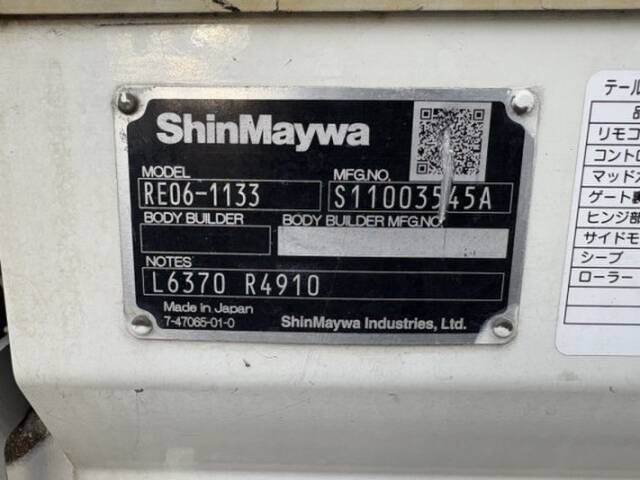 ShinMaywa
MODEL
MFG.NO.
RE06-1133
S11003545A
BODY BUILDER
BODY BUILDER MFG.NO
NOTES
L6370 R4910
Made in Japan
7-47065-01-0
ShinMaywa Industries, Ltd.
テール
リモコ
コント
マッド
ゲート
ヒンジ部
サイドモ
シープ
ローラー